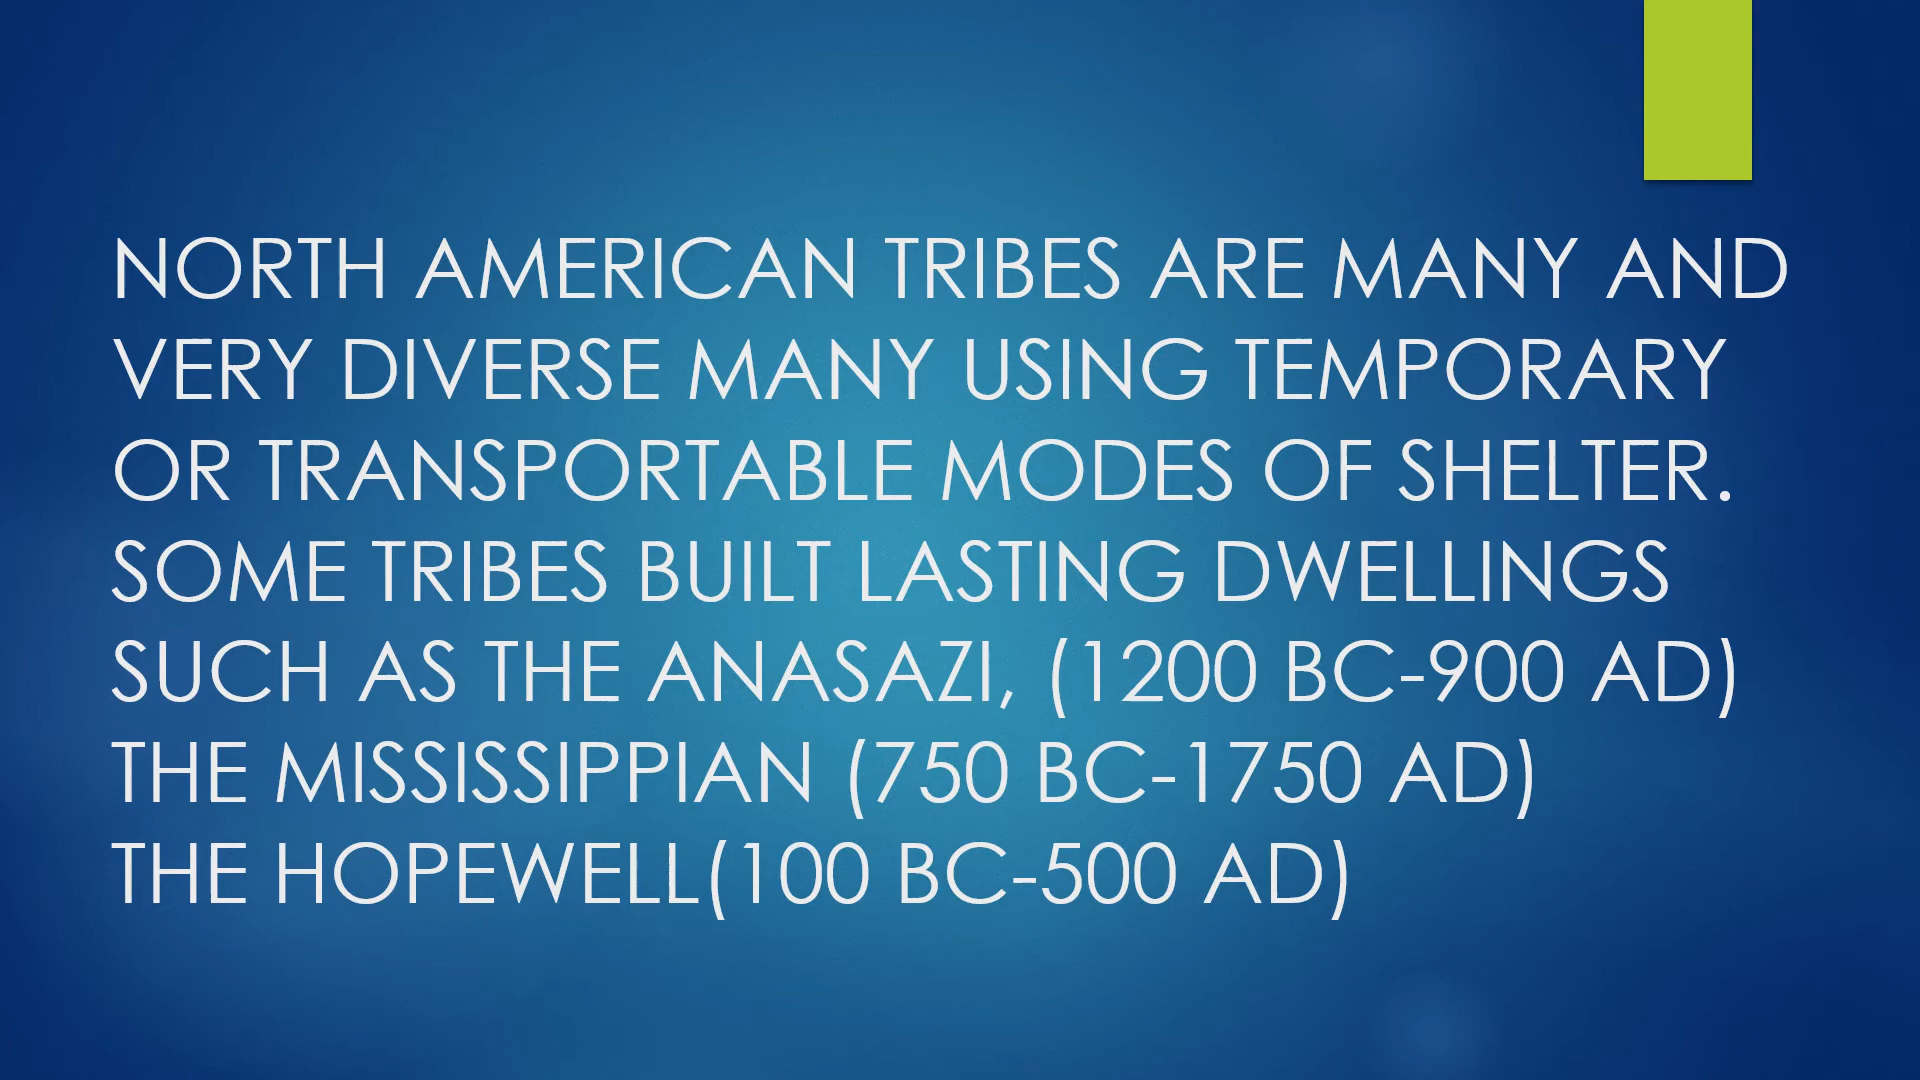 NORTH AMERICAN TRIBES ARE MANY AND
VERY DIVERSE MANY USING TEMPORARY
OR TRANSPORTABLE MODES OF SHELTER.
SOME TRIBES BUILT LASTING DWELLINGS
SUCH AS THE ANASAZI, (1200 BC-900 AD)
THE MISSISSIPPIAN (750 BC-1750 AD)
THE HOPEWELL(100 BC-500 AD)